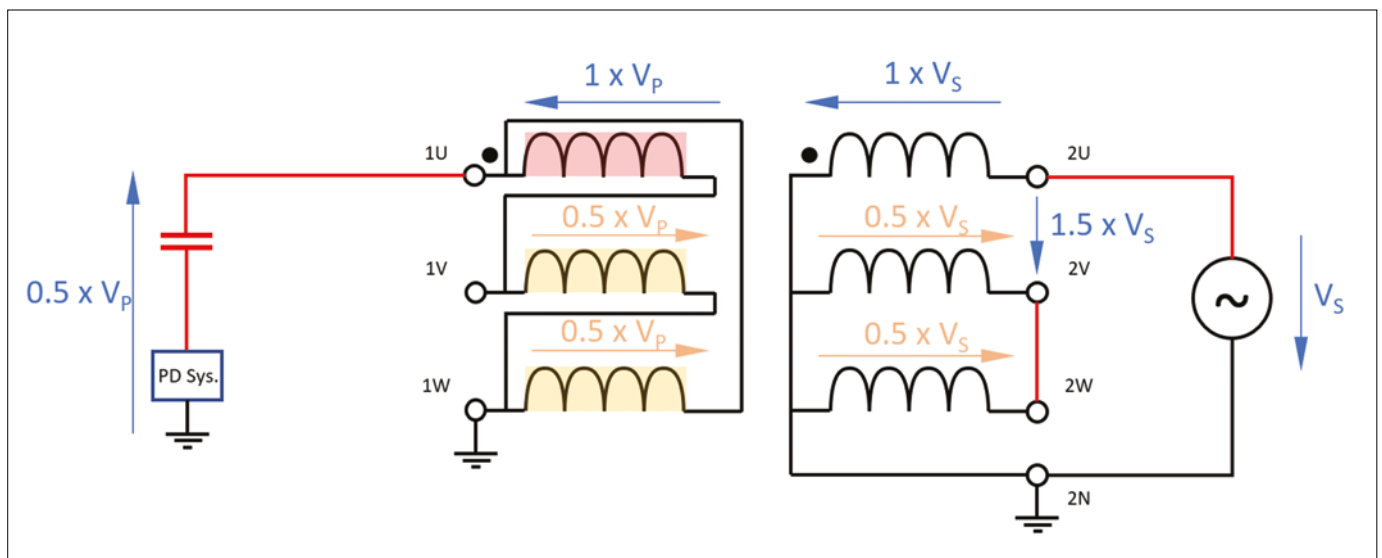 1 x VP
1 x VS
1U
2U
0.5 x VP
0.5 x VS
1.5 x VS
1V
2V
0.5 x VP
VS
~
0.5 x VP
0.5 x VS
PD Sys.
1W
2W
2N